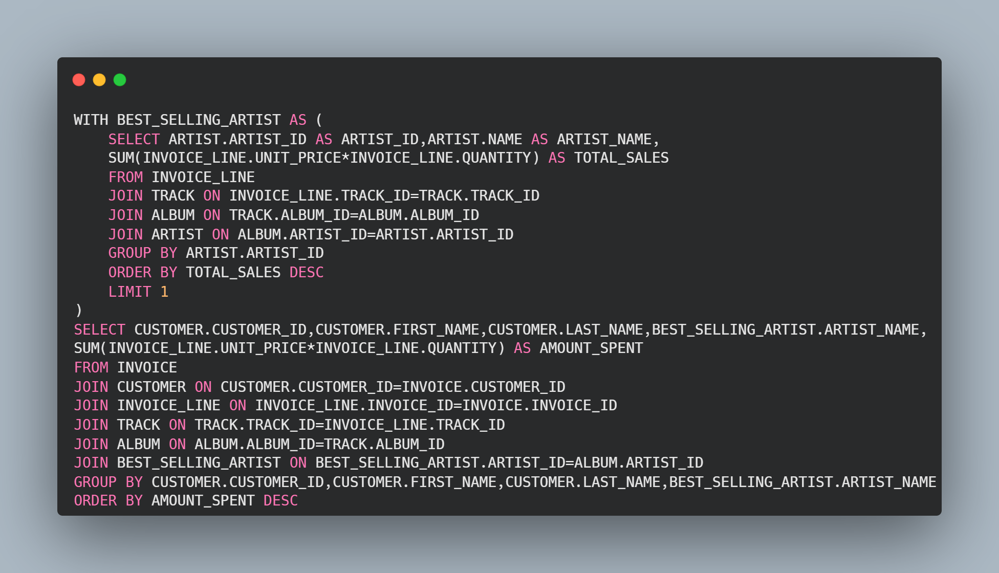 WITH BEST_SELLING_ARTIST AS (
    SELECT ARTIST.ARTIST_ID AS ARTIST_ID,ARTIST.NAME AS ARTIST_NAME,
    SUM(INVOICE_LINE.UNIT_PRICE*INVOICE_LINE.QUANTITY) AS TOTAL_SALES
    FROM INVOICE_LINE
    JOIN TRACK ON INVOICE_LINE.TRACK_ID=TRACK.TRACK_ID
    JOIN ALBUM ON TRACK.ALBUM_ID=ALBUM.ALBUM_ID
    JOIN ARTIST ON ALBUM.ARTIST_ID=ARTIST.ARTIST_ID
    GROUP BY ARTIST.ARTIST_ID
    ORDER BY TOTAL_SALES DESC
    LIMIT 1
)
SELECT CUSTOMER.CUSTOMER_ID,CUSTOMER.FIRST_NAME,CUSTOMER.LAST_NAME,BEST_SELLING_ARTIST.ARTIST_NAME,
SUM(INVOICE_LINE.UNIT_PRICE*INVOICE_LINE.QUANTITY) AS AMOUNT_SPENT
FROM INVOICE
JOIN CUSTOMER ON CUSTOMER.CUSTOMER_ID=INVOICE.CUSTOMER_ID
JOIN INVOICE_LINE ON INVOICE_LINE.INVOICE_ID=INVOICE.INVOICE_ID
JOIN TRACK ON TRACK.TRACK_ID=INVOICE_LINE.TRACK_ID
JOIN ALBUM ON ALBUM.ALBUM_ID=TRACK.ALBUM_ID
JOIN BEST_SELLING_ARTIST ON BEST_SELLING_ARTIST.ARTIST_ID=ALBUM.ARTIST_ID
GROUP BY CUSTOMER.CUSTOMER_ID,CUSTOMER.FIRST_NAME,CUSTOMER.LAST_NAME,BEST_SELLING_ARTIST.ARTIST_NAME
ORDER BY AMOUNT_SPENT DESC